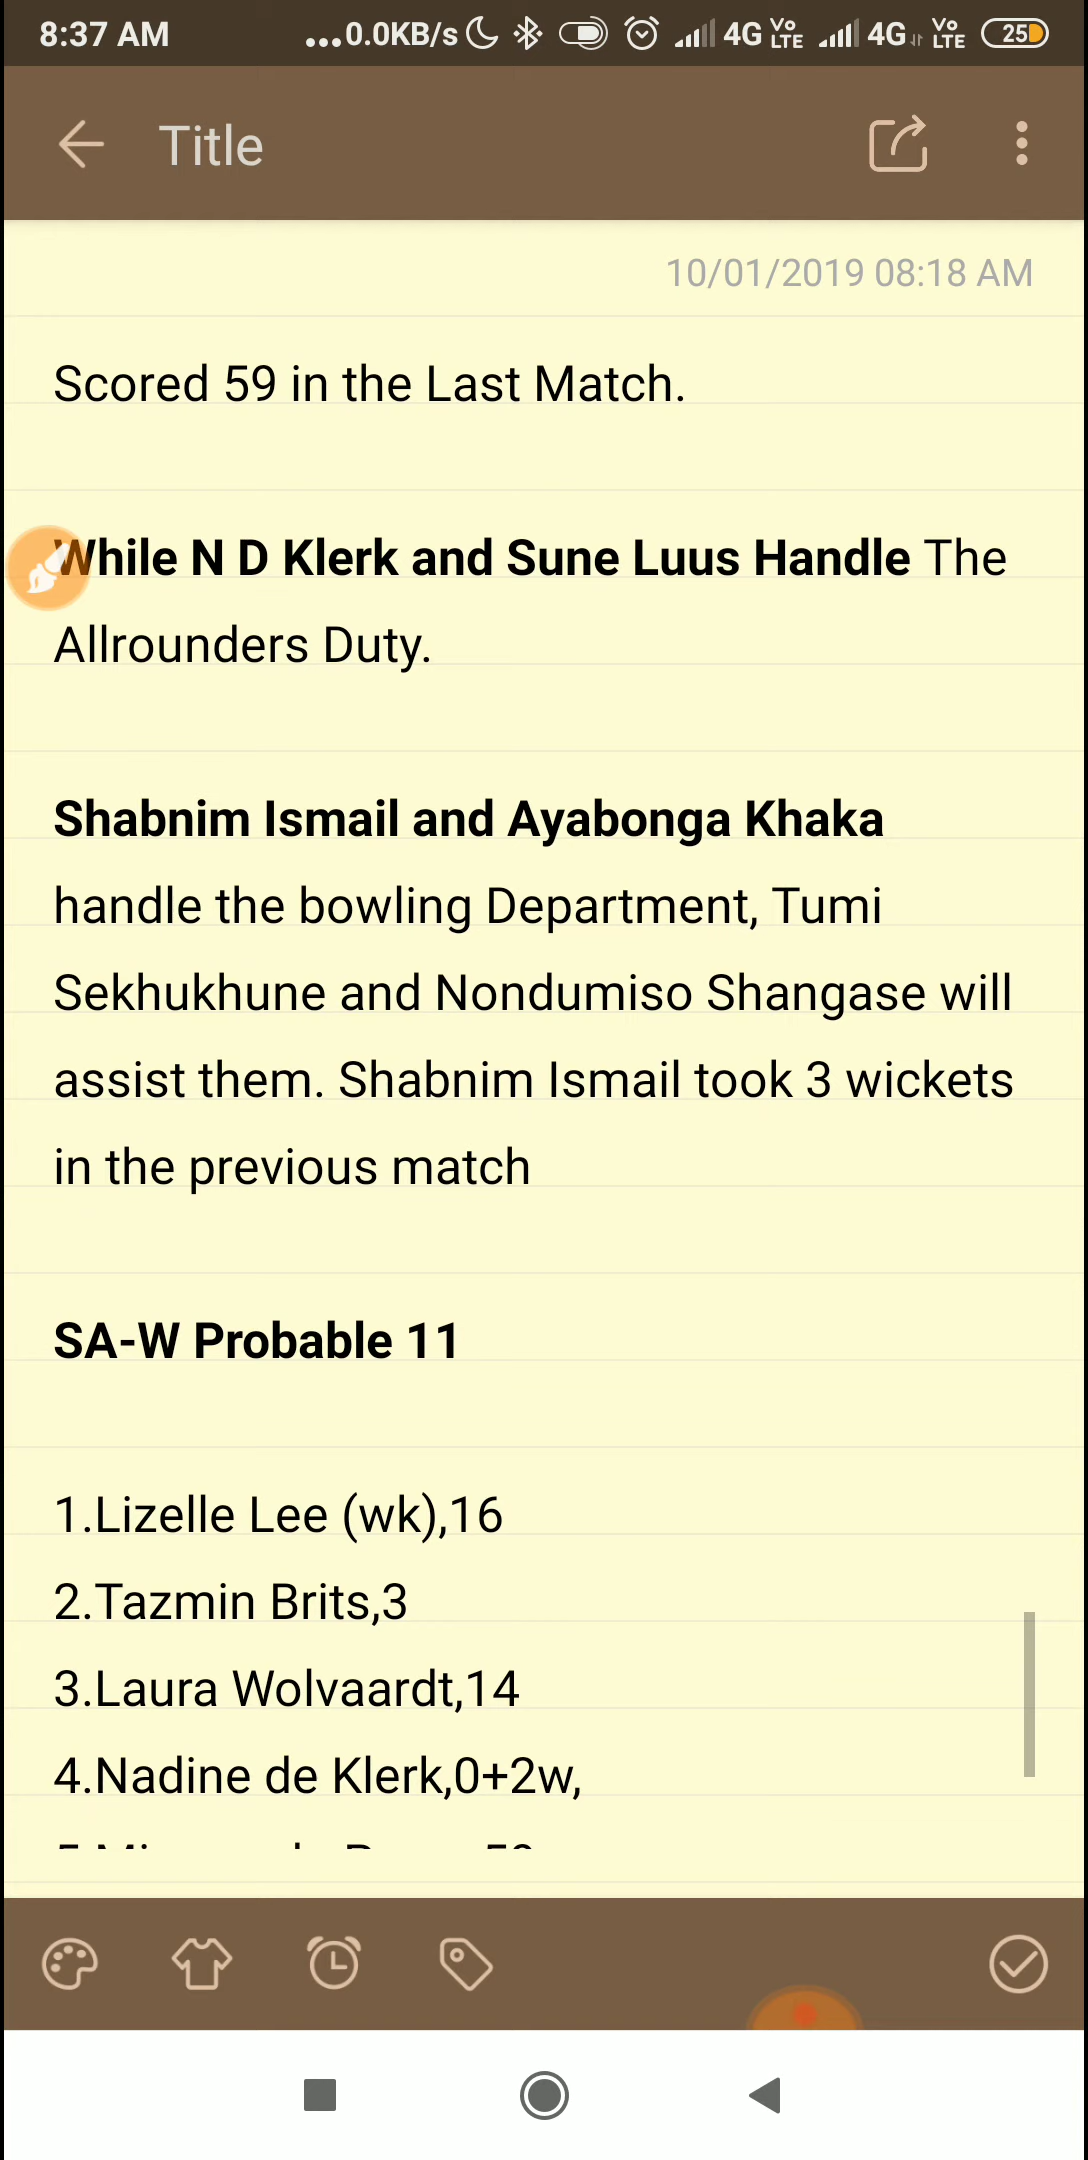 8:37 AM ...0.0KB/s 4G Vo LTE 4G Vo LTE 25
Title
10/01/2019 08:18 AM
Scored 59 in the Last Match.
While N D Klerk and Sune Luus Handle The
Allrounders Duty.
Shabnim Ismail and Ayabonga Khaka
handle the bowling Department, Tumi
Sekhukhune and Nondumiso Shangase will
assist them. Shabnim Ismail took 3 wickets
in the previous match
SA-W Probable 11
1.Lizelle Lee (wk),16
2.Tazmin Brits,3
3.Laura Wolvaardt,14
4.Nadine de Klerk,0+2w,